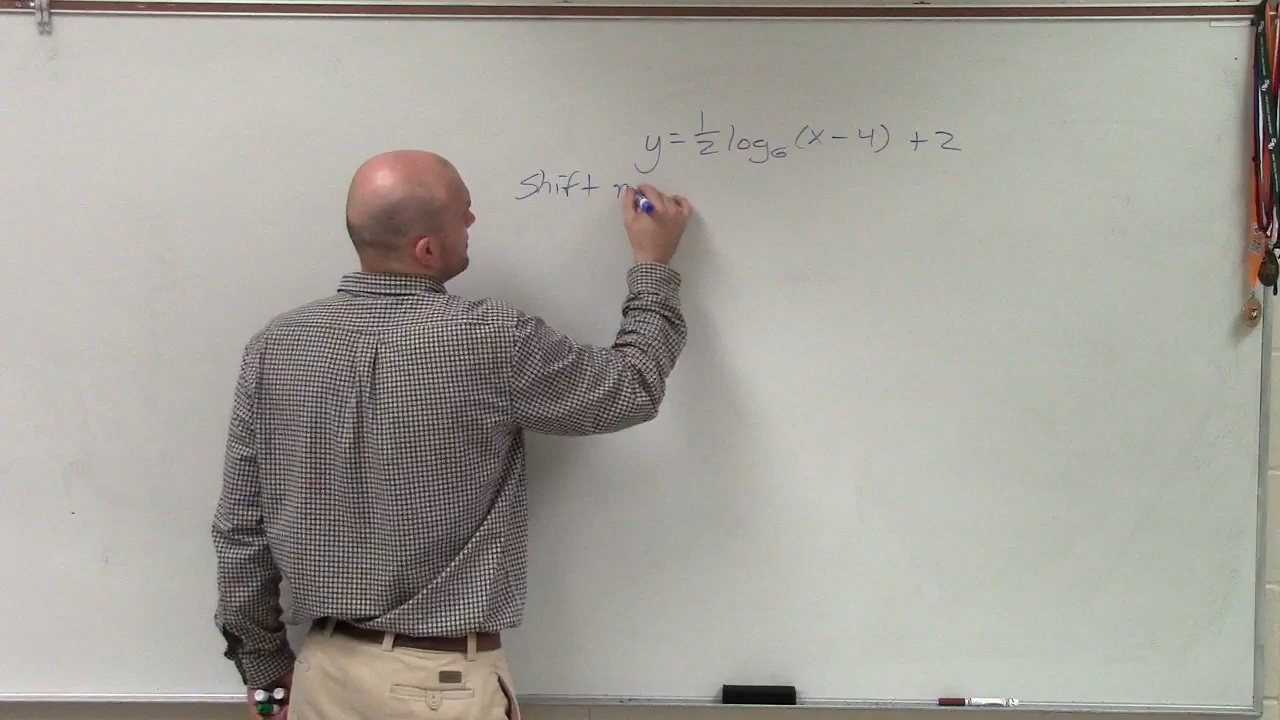 y = 1/2 log₆(x - 4) + 2
Shift r